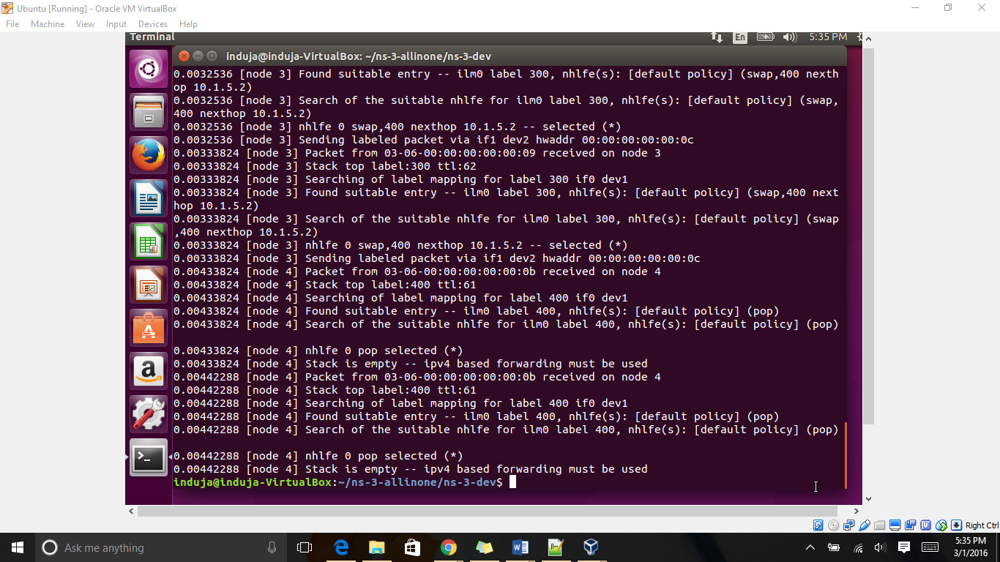 Ubuntu [Running] - Oracle VM VirtualBox
File Machine View Input Devices Help
Terminal En 5:35 PM
induja@induja-VirtualBox: ~/ns-3-allinone/ns-3-dev
0.0032536 [node 3] Found suitable entry -- ilm0 label 300, nhlfe(s): [default policy] (swap,400 nexth
op 10.1.5.2)
0.0032536 [node 3] Search of the suitable nhlfe for ilm0 label 300, nhlfe(s): [default policy] (swap,
400 nexthop 10.1.5.2)
0.0032536 [node 3] nhlfe 0 swap,400 nexthop 10.1.5.2 -- selected (*)
0.0032536 [node 3] Sending labeled packet via if1 dev2 hwaddr 00:00:00:00:00:0c
0.00333824 [node 3] Packet from 03-06-00:00:00:00:00:09 received on node 3
0.00333824 [node 3] Stack top label:300 ttl:62
0.00333824 [node 3] Searching of label mapping for label 300 if0 dev1
0.00333824 [node 3] Found suitable entry -- ilm0 label 300, nhlfe(s): [default policy] (swap,400 next
hop 10.1.5.2)
0.00333824 [node 3] Search of the suitable nhlfe for ilm0 label 300, nhlfe(s): [default policy] (swap
,400 nexthop 10.1.5.2)
0.00333824 [node 3] nhlfe 0 swap,400 nexthop 10.1.5.2 -- selected (*)
0.00333824 [node 3] Sending labeled packet via if1 dev2 hwaddr 00:00:00:00:00:0c
0.00433824 [node 4] Packet from 03-06-00:00:00:00:00:0b received on node 4
0.00433824 [node 4] Stack top label:400 ttl:61
0.00433824 [node 4] Searching of label mapping for label 400 if0 dev1
0.00433824 [node 4] Found suitable entry -- ilm0 label 400, nhlfe(s): [default policy] (pop)
0.00433824 [node 4] Search of the suitable nhlfe for ilm0 label 400, nhlfe(s): [default policy] (pop)
0.00433824 [node 4] nhlfe 0 pop selected (*)
0.00433824 [node 4] Stack is empty -- ipv4 based forwarding must be used
0.00442288 [node 4] Packet from 03-06-00:00:00:00:00:0b received on node 4
0.00442288 [node 4] Stack top label:400 ttl:61
0.00442288 [node 4] Searching of label mapping for label 400 if0 dev1
0.00442288 [node 4] Found suitable entry -- ilm0 label 400, nhlfe(s): [default policy] (pop)
0.00442288 [node 4] Search of the suitable nhlfe for ilm0 label 400, nhlfe(s): [default policy] (pop)
0.00442288 [node 4] nhlfe 0 pop selected (*)
0.00442288 [node 4] Stack is empty -- ipv4 based forwarding must be used
induja@induja-VirtualBox:~/ns-3-allinone/ns-3-dev$
Right Ctrl
Ask me anything
5:35 PM
3/1/2016